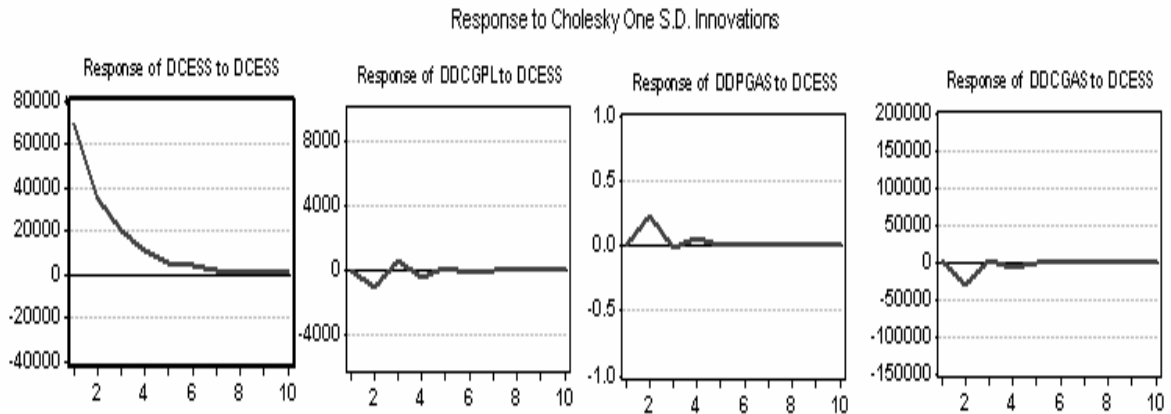 Response to Cholesky One S.D. Innovations
Response of DCESS to DCESS
80000
60000
40000
20000
0
-20000
-40000
2 4 6 8 10
Response of DDCGPL to DCESS
8000
4000
0
-4000
2 4 6 8 10
Response of DDPGAS to DCESS
1.0
0.5
0.0
-0.5
-1.0
2 4 6 8 10
Response of DDCGAS to DCESS
200000
150000
100000
50000
0
-50000
-100000
-150000
2 4 6 8 10